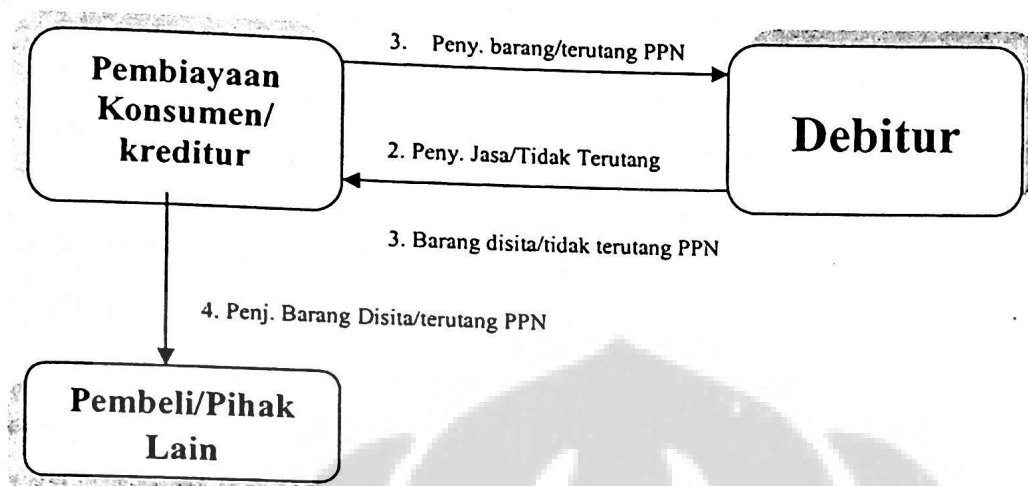 3. Peny. barang/terutang PPN
Pembiayaan
Konsumen/
kreditur
Debitur
2. Peny. Jasa/Tidak Terutang
3. Barang disita/tidak terutang PPN
4. Penj. Barang Disita/terutang PPN
Pembeli/Pihak
Lain